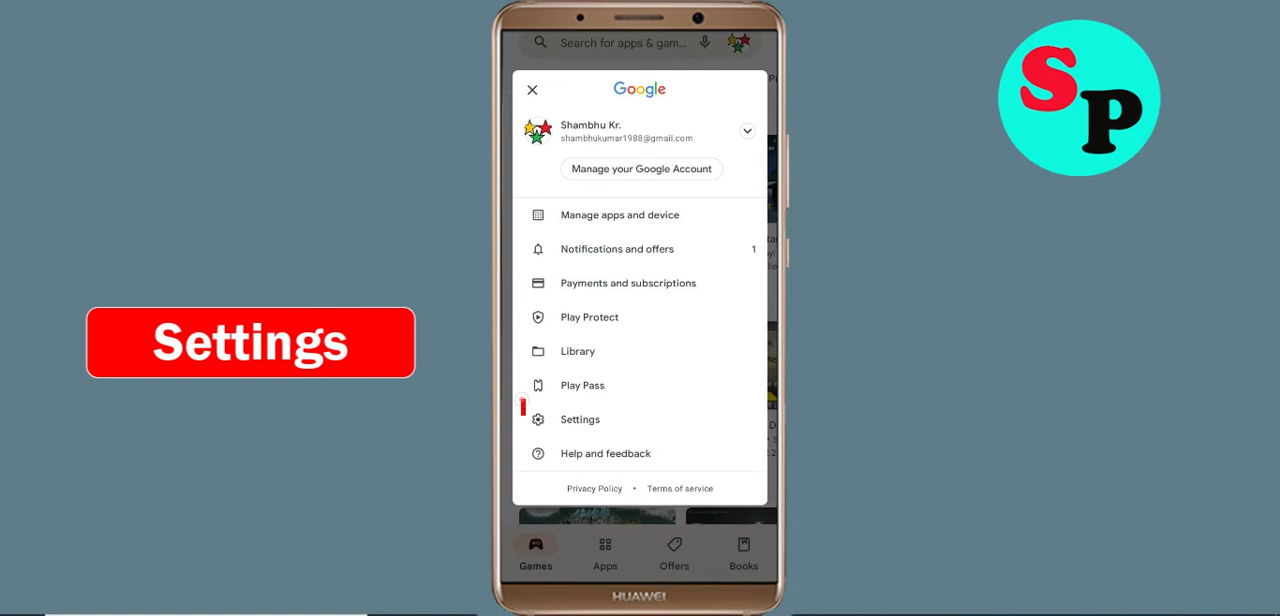 Search for apps & gam...
Google
Shambhu Kr.
shambhukumar1988@gmail.com
Manage your Google Account
Manage apps and device
Notifications and offers 1
Payments and subscriptions
Play Protect
Library
Play Pass
Settings
Help and feedback
Privacy Policy • Terms of service
Games Apps Offers Books
HUAWEI
Settings
SP